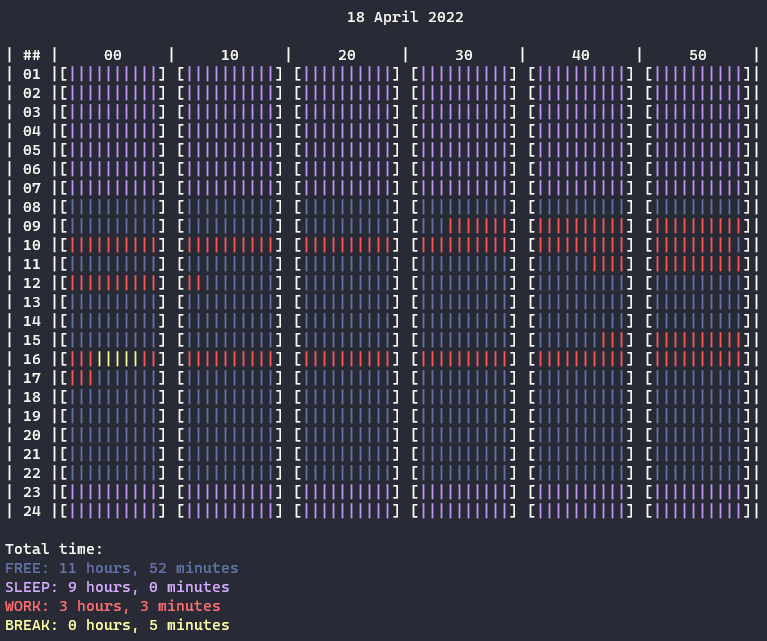 18 April 2022
| ## |     00      |     10      |     20      |     30      |     40      |     50      |
| 01 |[||||||||||] [||||||||||] [||||||||||] [||||||||||] [||||||||||] [||||||||||]|
| 02 |[||||||||||] [||||||||||] [||||||||||] [||||||||||] [||||||||||] [||||||||||]|
| 03 |[||||||||||] [||||||||||] [||||||||||] [||||||||||] [||||||||||] [||||||||||]|
| 04 |[||||||||||] [||||||||||] [||||||||||] [||||||||||] [||||||||||] [||||||||||]|
| 05 |[||||||||||] [||||||||||] [||||||||||] [||||||||||] [||||||||||] [||||||||||]|
| 06 |[||||||||||] [||||||||||] [||||||||||] [||||||||||] [||||||||||] [||||||||||]|
| 07 |[||||||||||] [||||||||||] [||||||||||] [||||||||||] [||||||||||] [||||||||||]|
| 08 |[||||||||||] [||||||||||] [||||||||||] [||||||||||] [||||||||||] [||||||||||]|
| 09 |[||||||||||] [||||||||||] [||||||||||] [||||||||||] [||||||||||] [||||||||||]|
| 10 |[||||||||||] [||||||||||] [||||||||||] [||||||||||] [||||||||||] [||||||||||]|
| 11 |[||||||||||] [||||||||||] [||||||||||] [||||||||||] [||||||||||] [||||||||||]|
| 12 |[||||||||||] [||||||||||] [||||||||||] [||||||||||] [||||||||||] [||||||||||]|
| 13 |[||||||||||] [||||||||||] [||||||||||] [||||||||||] [||||||||||] [||||||||||]|
| 14 |[||||||||||] [||||||||||] [||||||||||] [||||||||||] [||||||||||] [||||||||||]|
| 15 |[||||||||||] [||||||||||] [||||||||||] [||||||||||] [||||||||||] [||||||||||]|
| 16 |[||||||||||] [||||||||||] [||||||||||] [||||||||||] [||||||||||] [||||||||||]|
| 17 |[||||||||||] [||||||||||] [||||||||||] [||||||||||] [||||||||||] [||||||||||]|
| 18 |[||||||||||] [||||||||||] [||||||||||] [||||||||||] [||||||||||] [||||||||||]|
| 19 |[||||||||||] [||||||||||] [||||||||||] [||||||||||] [||||||||||] [||||||||||]|
| 20 |[||||||||||] [||||||||||] [||||||||||] [||||||||||] [||||||||||] [||||||||||]|
| 21 |[||||||||||] [||||||||||] [||||||||||] [||||||||||] [||||||||||] [||||||||||]|
| 22 |[||||||||||] [||||||||||] [||||||||||] [||||||||||] [||||||||||] [||||||||||]|
| 23 |[||||||||||] [||||||||||] [||||||||||] [||||||||||] [||||||||||] [||||||||||]|
| 24 |[||||||||||] [||||||||||] [||||||||||] [||||||||||] [||||||||||] [||||||||||]|
Total time:
FREE: 11 hours, 52 minutes
SLEEP: 9 hours, 0 minutes
WORK: 3 hours, 3 minutes
BREAK: 0 hours, 5 minutes